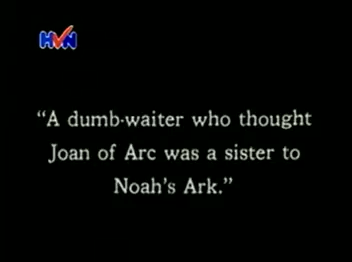 HVN
“A dumb-waiter who thought
Joan of Arc was a sister to
Noah's Ark.”